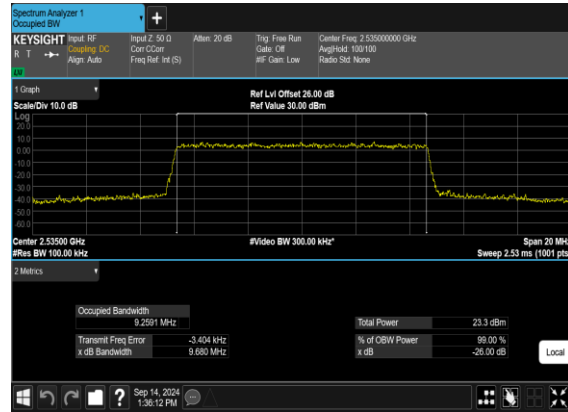 Spectrum Analyzer 1
Occupied BW
+
KEYSIGHT
R T
LW
Input: RF
Coupling: DC
Align: Auto
Input Z: 50 Ω
Corr CCorr
Freq Ref: Int (S)
Atten: 20 dB
Trig: Free Run
Gate: Off
#IF Gain: Low
Center Freq: 2.535000000 GHz
Avg|Hold: 100/100
Radio Std: None
1 Graph
Scale/Div 10.0 dB
Ref Lvl Offset 26.00 dB
Ref Value 30.00 dBm
Log
20.0
10.0
0.00
-10.0
-20.0
-30.0
-40.0
-50.0
-60.0
Center 2.53500 GHz
#Res BW 100.00 kHz
#Video BW 300.00 kHz*
Span 20 MHz
Sweep 2.53 ms (1001 pts
2 Metrics
Occupied Bandwidth
9.2591 MHz
Transmit Freq Error -3.404 kHz
x dB Bandwidth 9.680 MHz
Total Power 23.3 dBm
% of OBW Power 99.00 %
x dB -26.00 dB
Local
?
Sep 14, 2024
1:36:12 PM